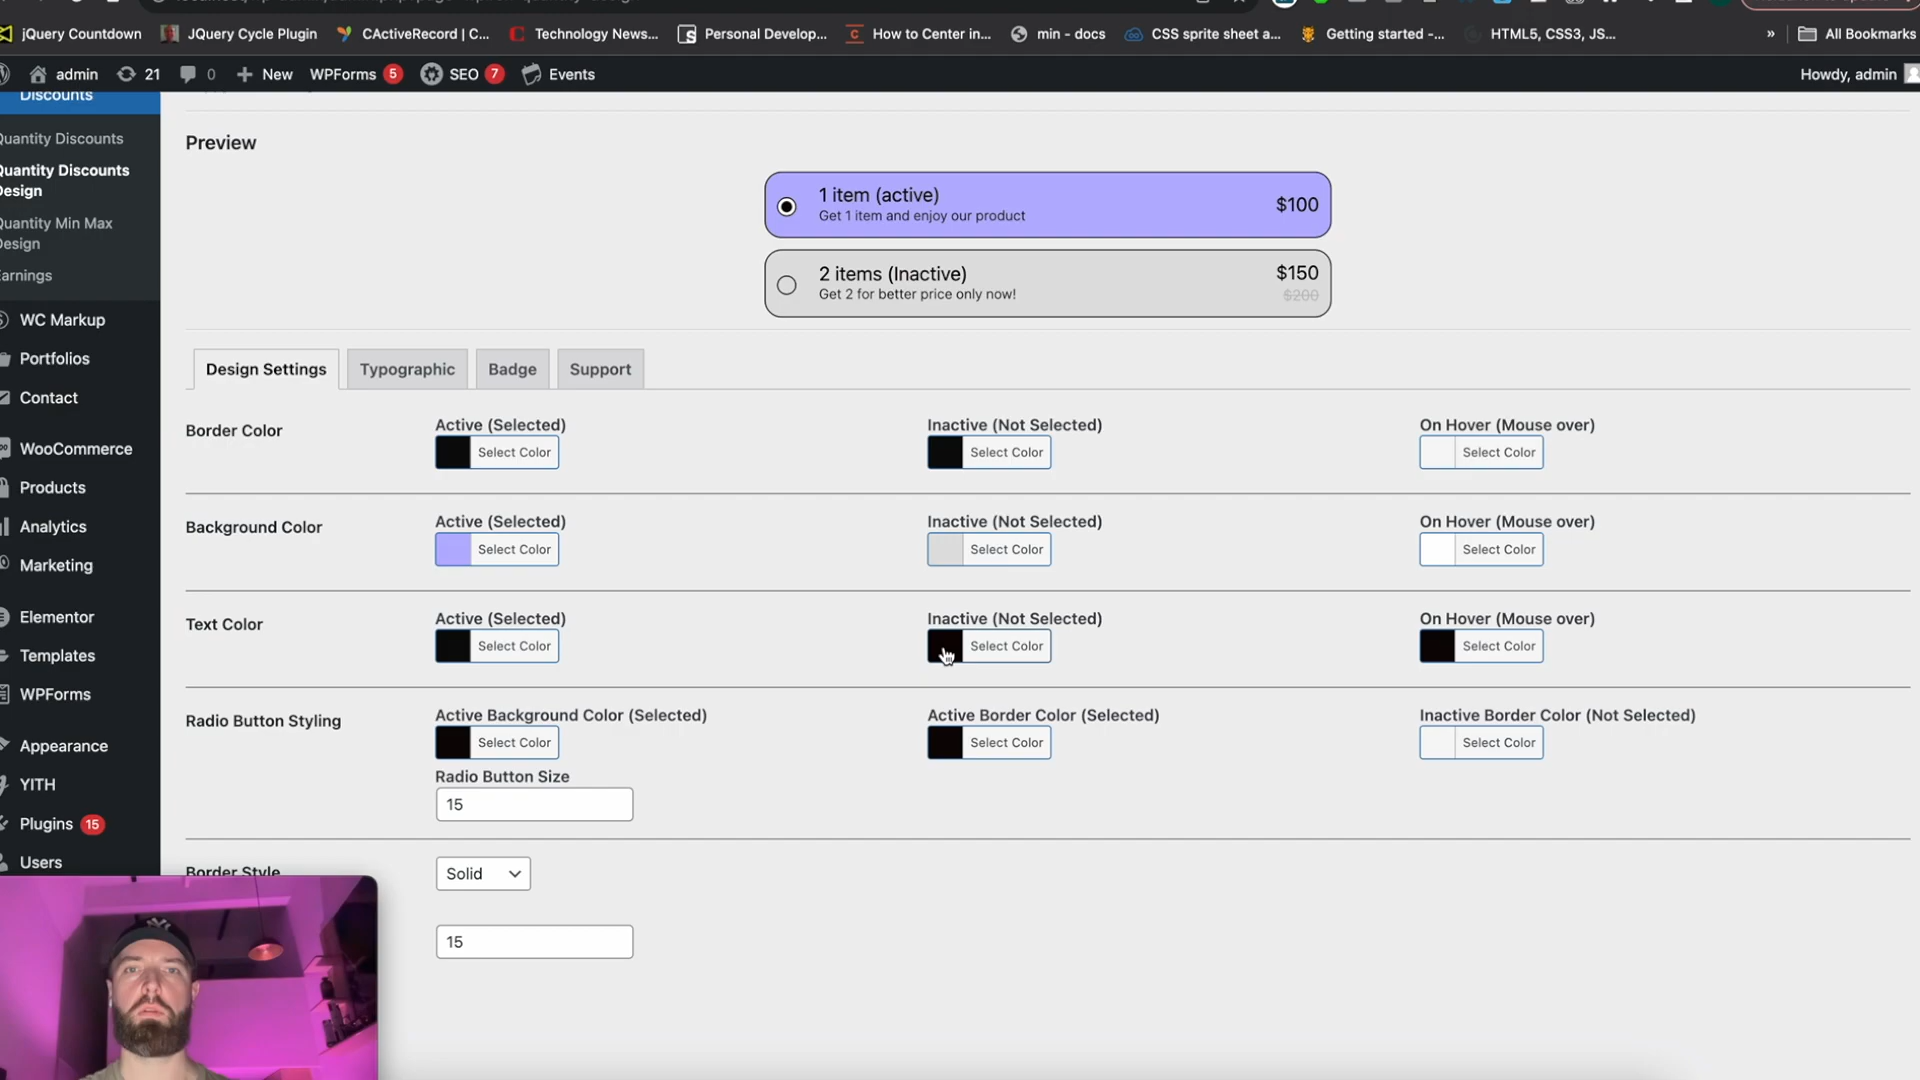 jQuery Countdown
JQuery Cycle Plugin
CActiveRecord | C...
Technology News...
Personal Develop...
How to Center in...
min - docs
CSS sprite sheet a...
Getting started -...
HTML5, CSS3, JS...
»
All Bookmarks
admin
21
0
New
WPForms 5
SEO 7
Events
Howdy, admin
Discounts
Quantity Discounts
Quantity Discounts
Design
Quantity Min Max
Design
Earnings
WC Markup
Portfolios
Contact
WooCommerce
Products
Analytics
Marketing
Elementor
Templates
WPForms
Appearance
YITH
Plugins 15
Users
Preview
1 item (active)
Get 1 item and enjoy our product
$100
2 items (Inactive)
Get 2 for better price only now!
$150
$200
Design Settings
Typographic
Badge
Support
Border Color
Active (Selected)
Select Color
Inactive (Not Selected)
Select Color
On Hover (Mouse over)
Select Color
Background Color
Active (Selected)
Select Color
Inactive (Not Selected)
Select Color
On Hover (Mouse over)
Select Color
Text Color
Active (Selected)
Select Color
Inactive (Not Selected)
Select Color
On Hover (Mouse over)
Select Color
Radio Button Styling
Active Background Color (Selected)
Select Color
Active Border Color (Selected)
Select Color
Inactive Border Color (Not Selected)
Select Color
Radio Button Size
15
Border Style
Solid
15